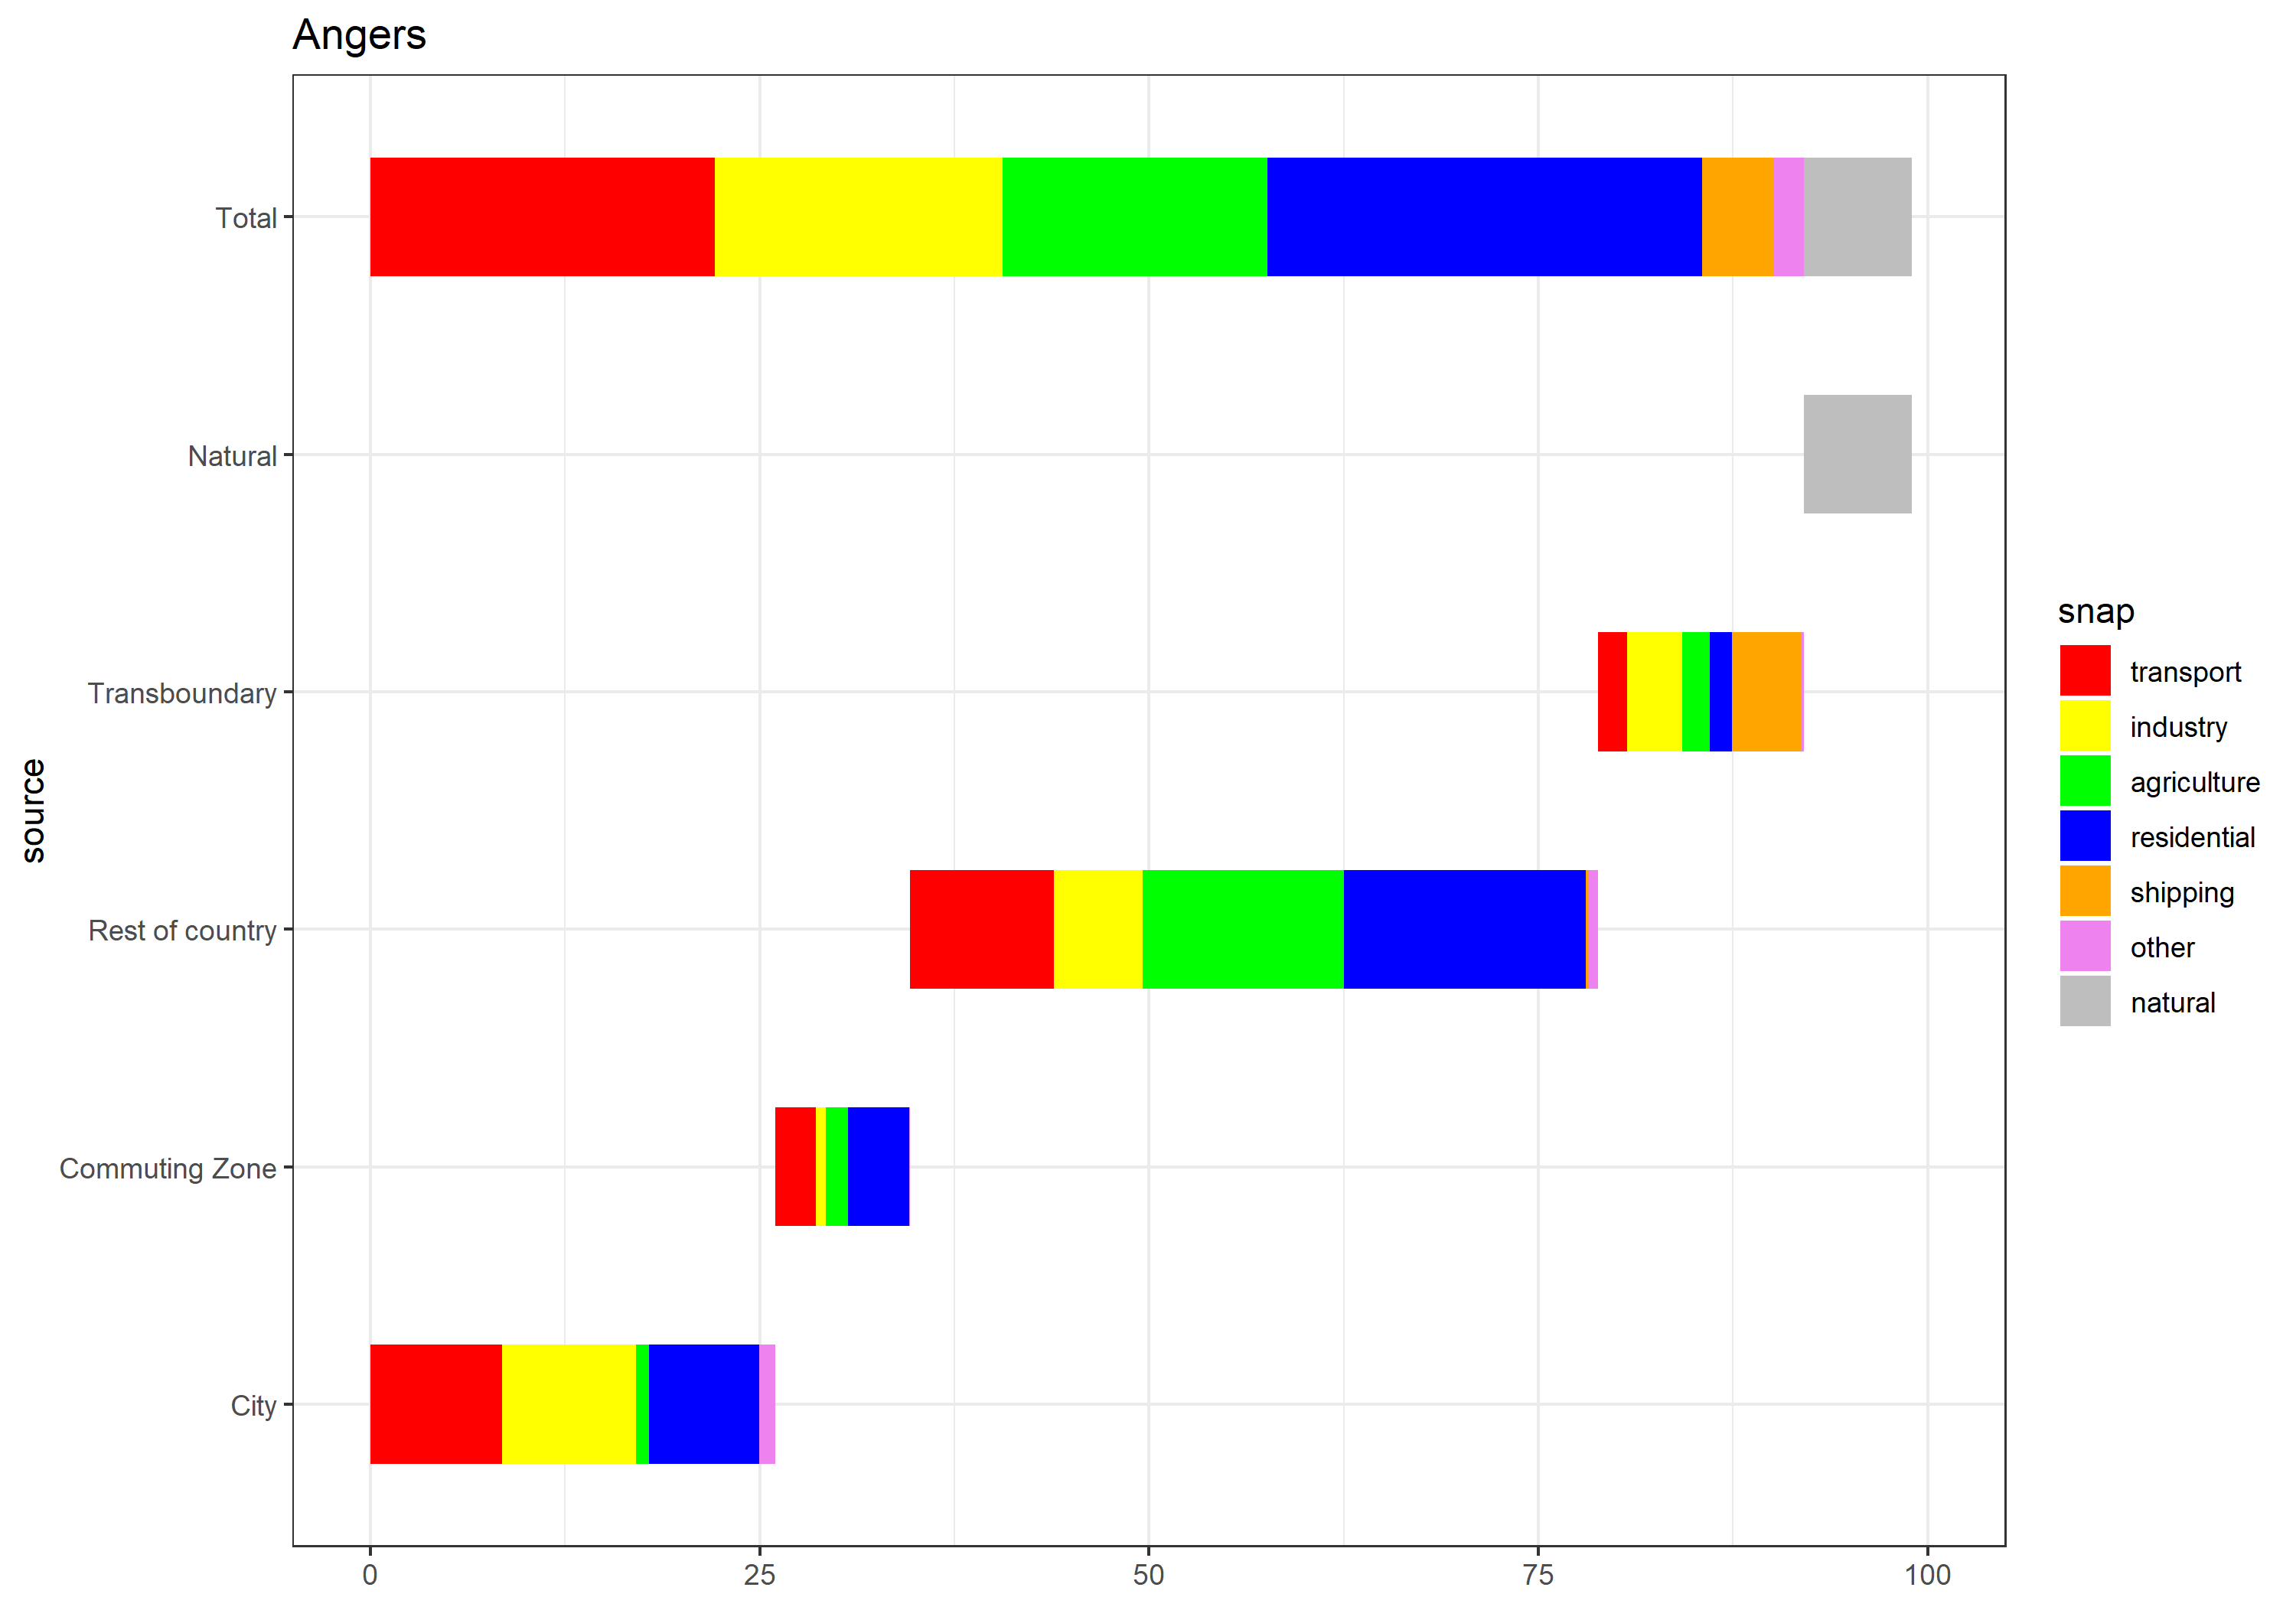 Angers
Total
Natural
Transboundary
Rest of country
Commuting Zone
City
source
0 25 50 75 100
snap
transport
industry
agriculture
residential
shipping
other
natural